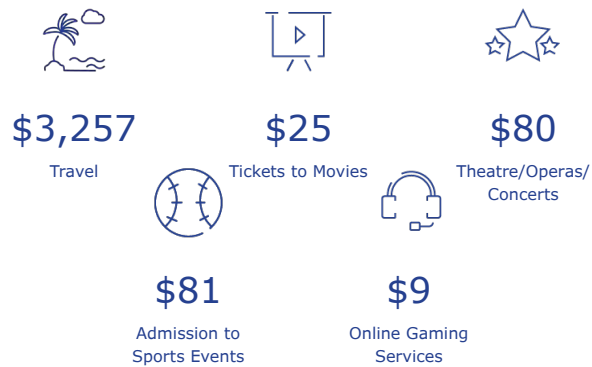 $3,257
Travel
$25
Tickets to Movies
$80
Theatre/Operas/
Concerts
$81
Admission to
Sports Events
$9
Online Gaming
Services